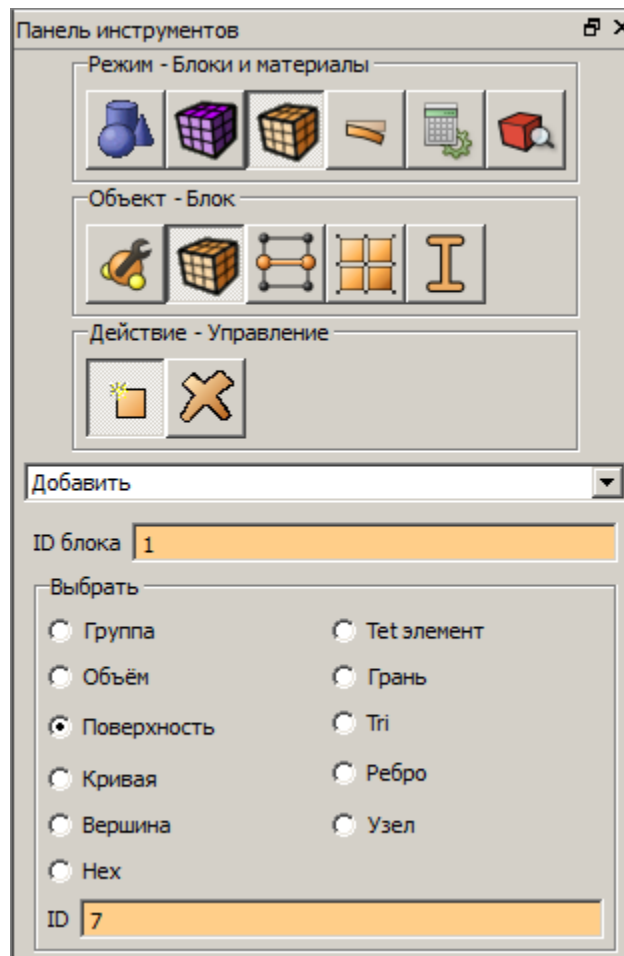 Панель инструментов
Режим - Блоки и материалы
Объект - Блок
Действие - Управление
Добавить
ID блока 1
Выбрать
Группа Tet элемент
Объём Грань
Поверхность Tri
Кривая Ребро
Вершина Узел
Hex
ID 7